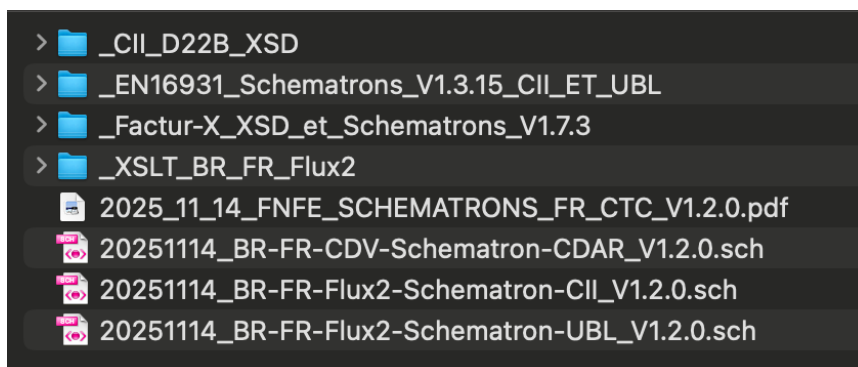 _CII_D22B_XSD
_EN16931_Schematrons_V1.3.15_CII_ET_UBL
_Factur-X_XSD_et_Schematrons_V1.7.3
_XSLT_BR_FR_Flux2
2025_11_14_FNFE_SCHEMATRONS_FR_CTC_V1.2.0.pdf
20251114_BR-FR-CDV-Schematron-CDAR_V1.2.0.sch
20251114_BR-FR-Flux2-Schematron-CII_V1.2.0.sch
20251114_BR-FR-Flux2-Schematron-UBL_V1.2.0.sch